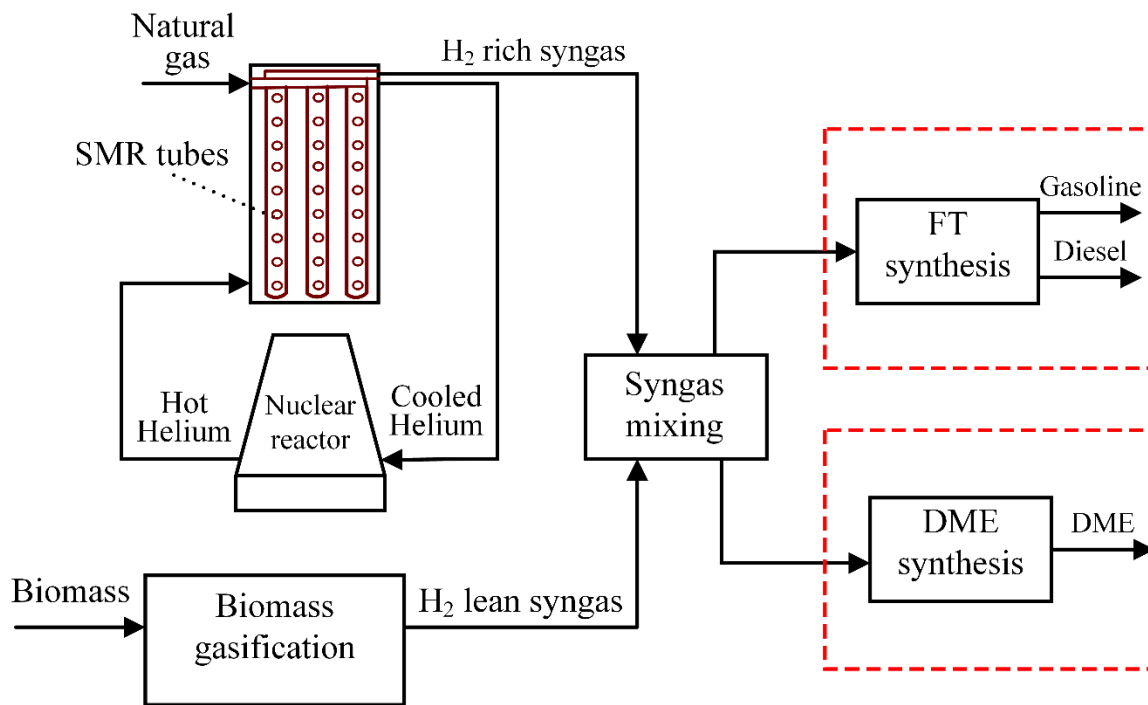 Natural
gas
H₂ rich syngas
SMR tubes
Gasoline
FT
synthesis
Diesel
Syngas
mixing
Hot
Helium
Nuclear
reactor
Cooled
Helium
DME
synthesis
DME
Biomass
Biomass
gasification
H₂ lean syngas